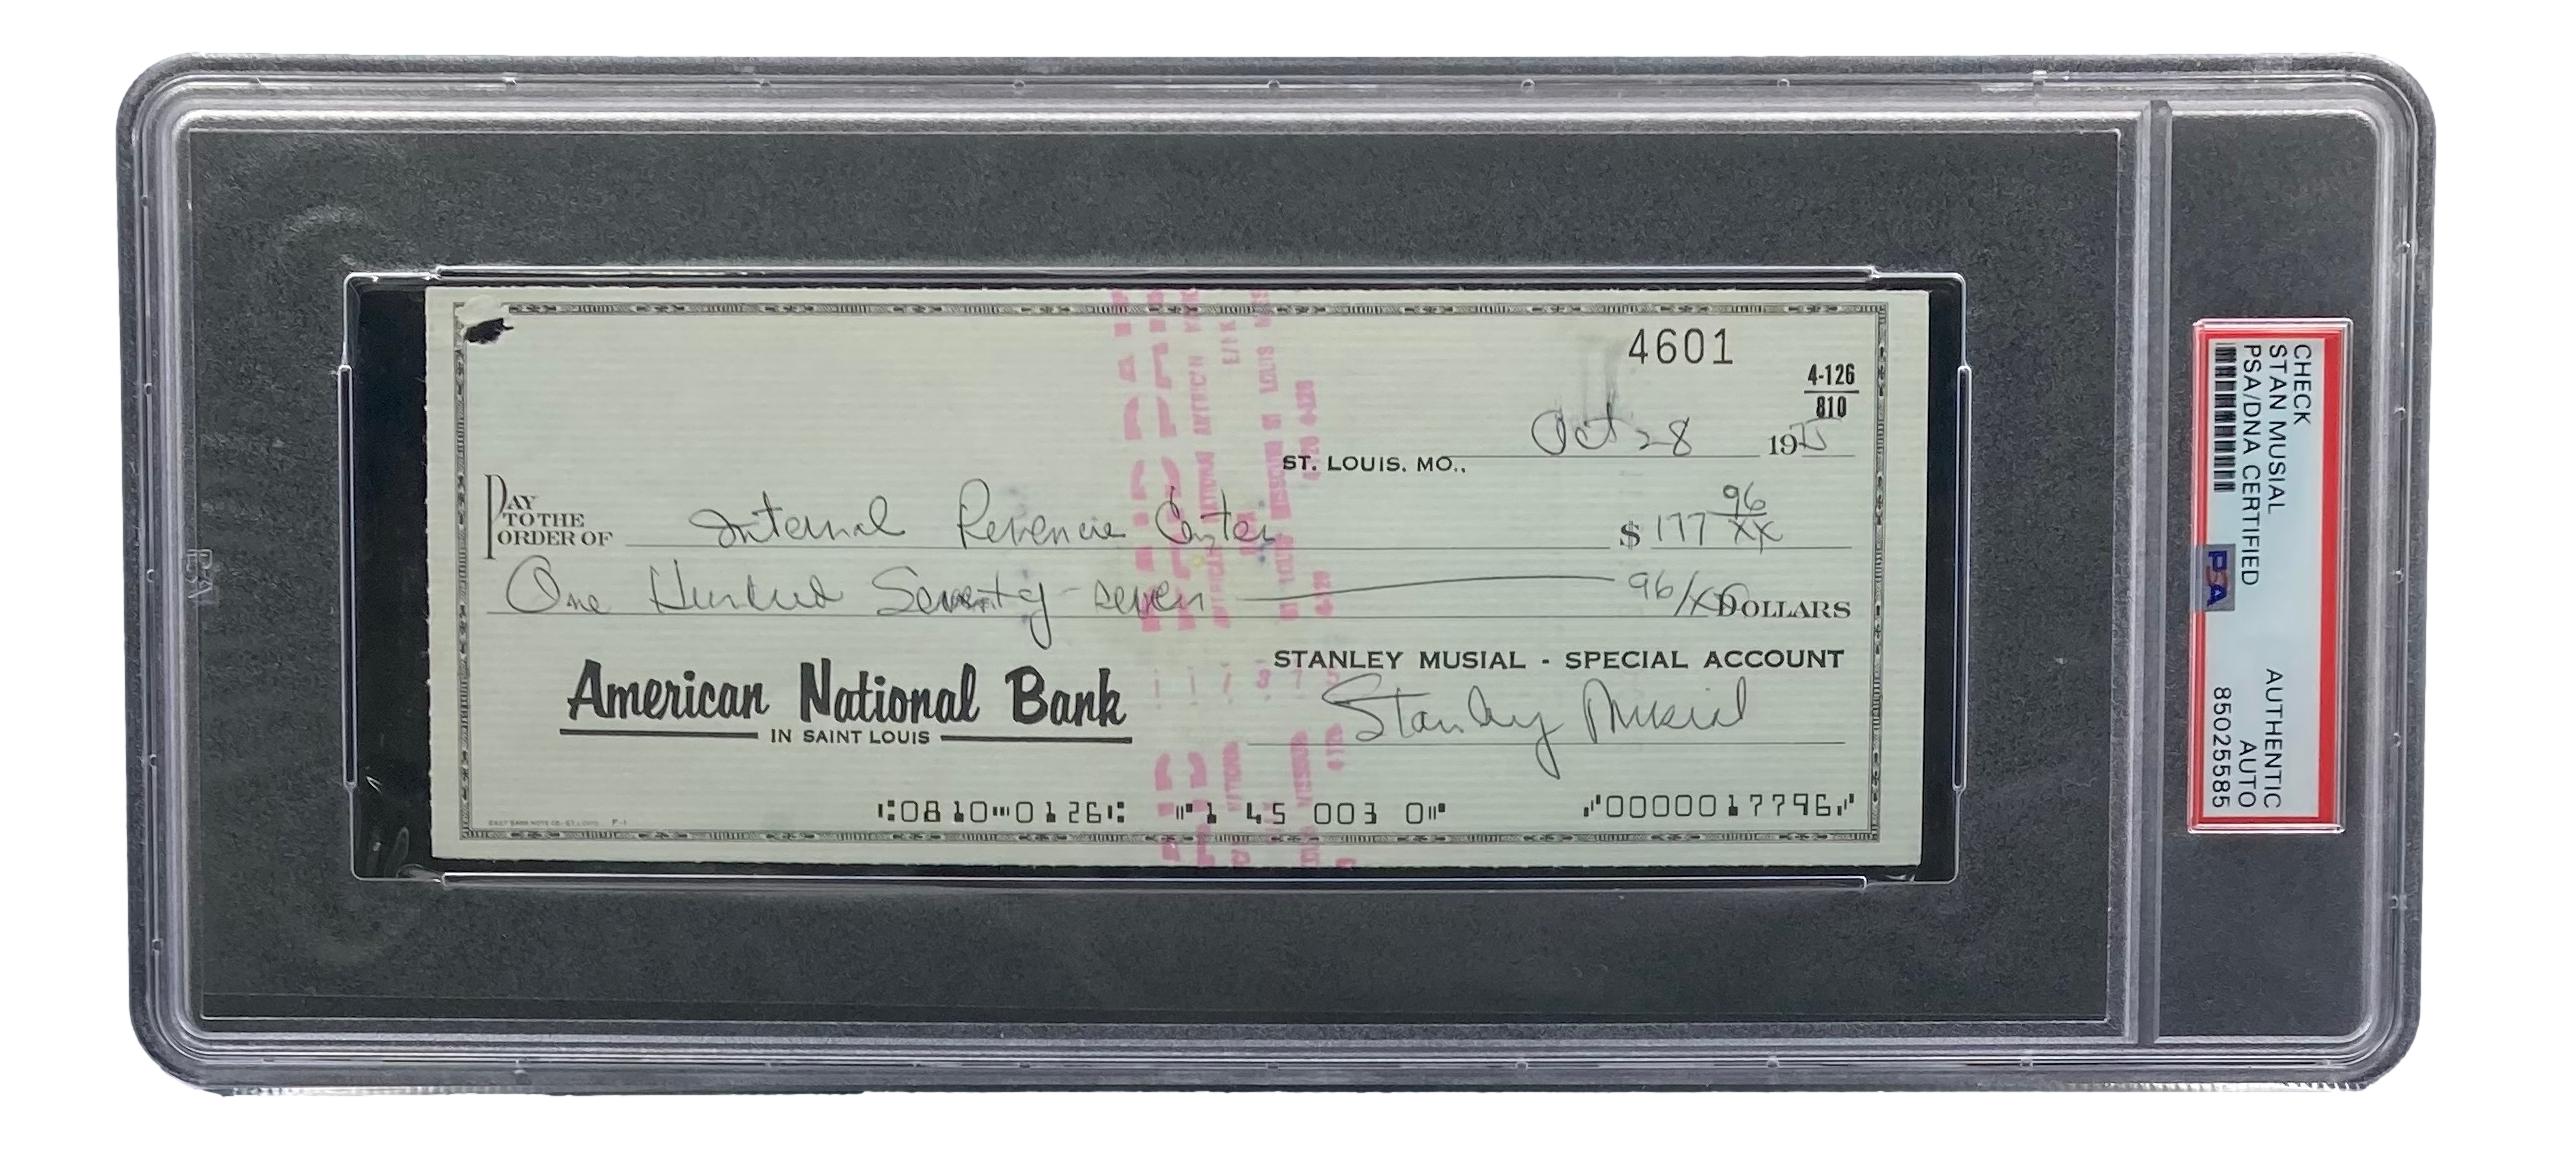 4601
4-126
810
ST. LOUIS, MO., Oct 28 197
PAY TO THE ORDER OF Internal Revenue Center $ 177 96/XX
One Hundred Seventy-seven 96/XX DOLLARS
STANLEY MUSIAL - SPECIAL ACCOUNT
American National Bank
IN SAINT LOUIS
Stanley Musial
⑆0810⑉0126⑆ ⑈1 45 003 0⑈ ⑇0000017796⑇
CHECK
STAN MUSIAL
PSA/DNA CERTIFIED
AUTHENTIC
AUTO
85025585
PSA